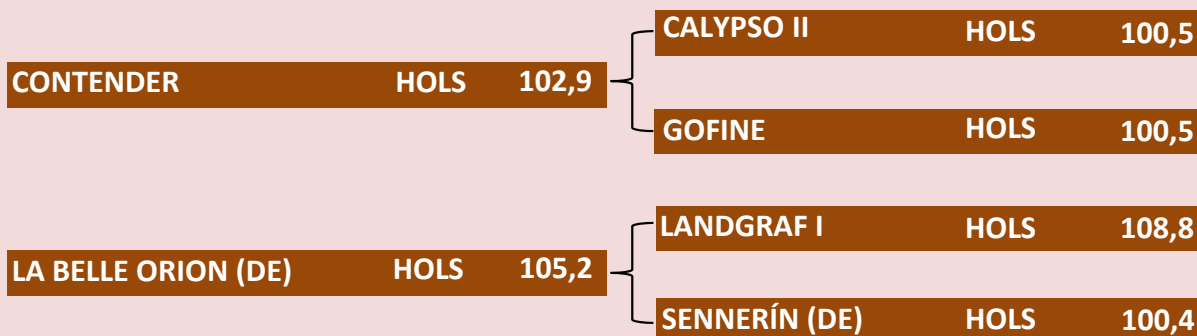 CALYPSO II HOLS 100,5
CONTENDER HOLS 102,9
GOFINE HOLS 100,5
LANDGRAF I HOLS 108,8
LA BELLE ORION (DE) HOLS 105,2
SENNERÍN (DE) HOLS 100,4